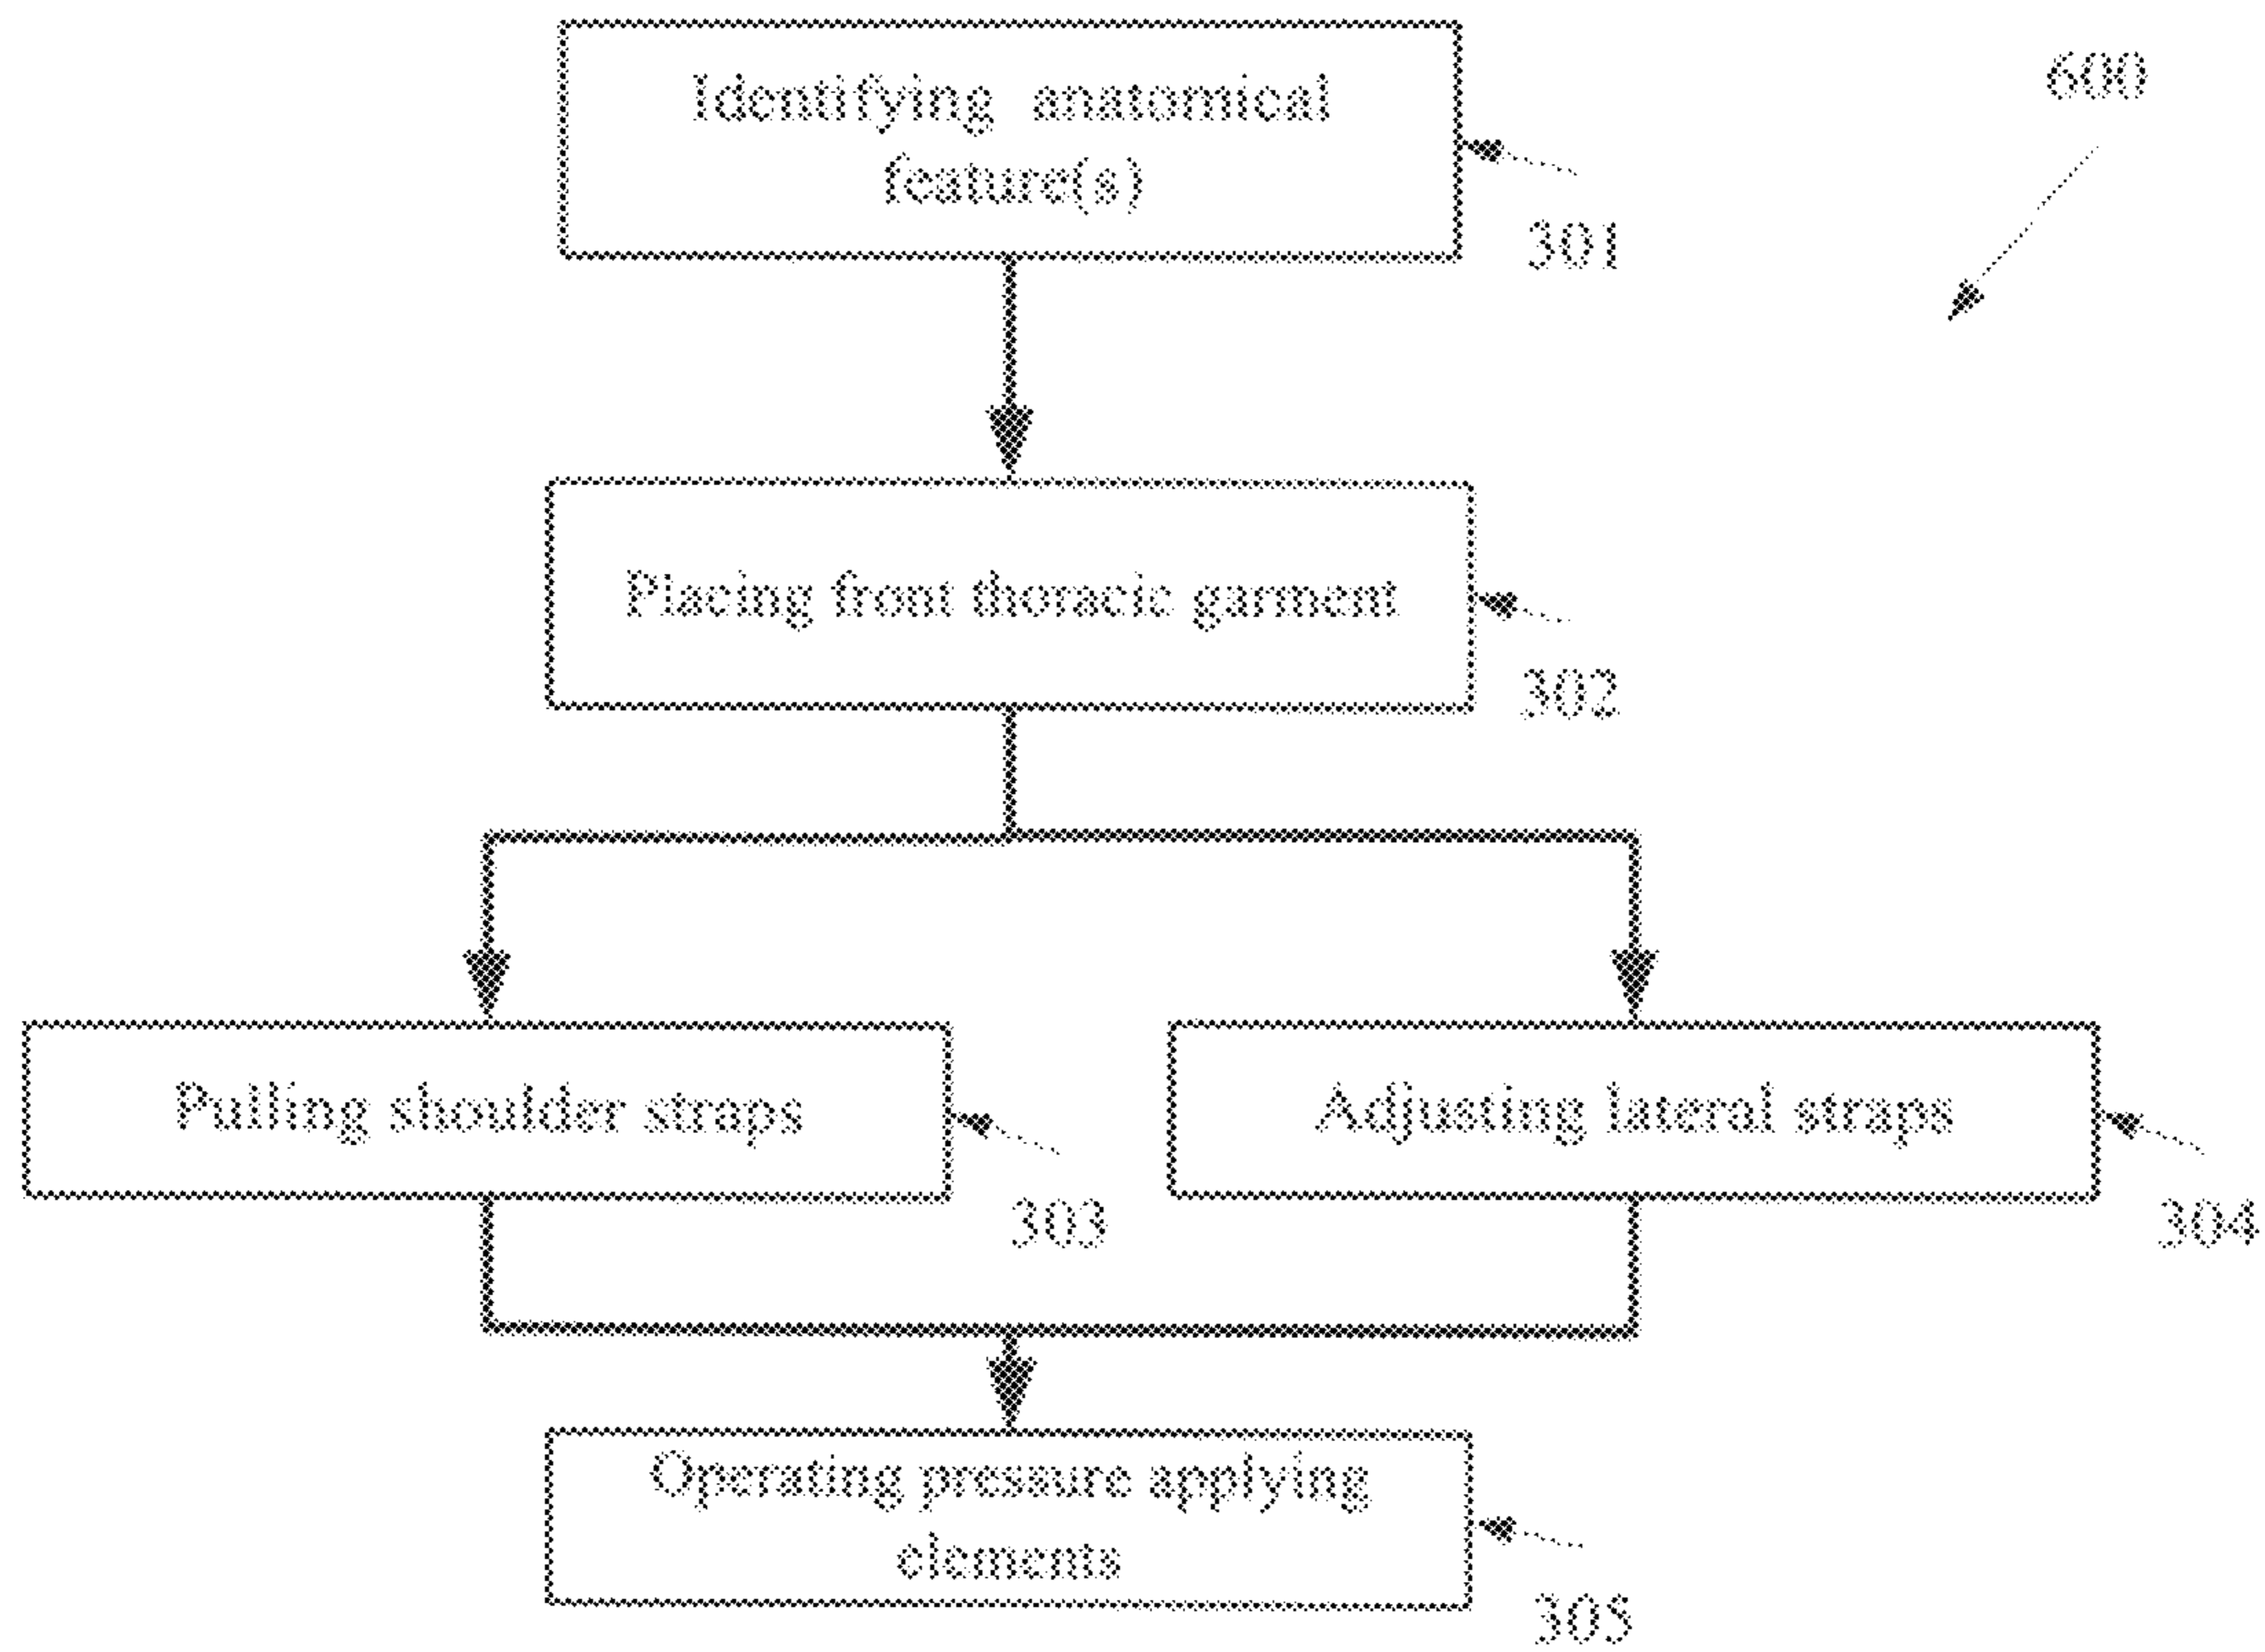 Identifying anatomical
feature(s)
600
301
Placing front thoracic garment
302
Pulling shoulder straps
303
Adjusting lateral straps
304
Operating pressure applying
elements
305